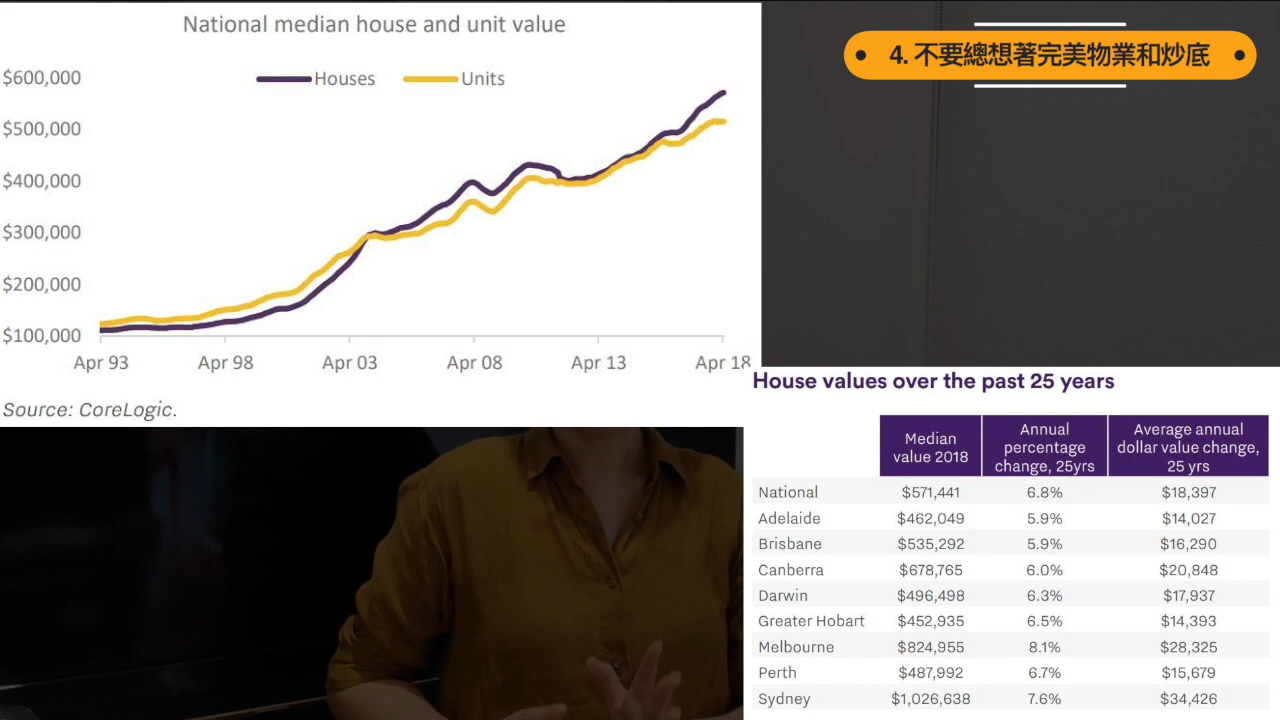 National median house and unit value
Houses
Units
$600,000
$500,000
$400,000
$300,000
$200,000
$100,000
Apr 93
Apr 98
Apr 03
Apr 08
Apr 13
Apr 18
Source: CoreLogic.
4. 不要總想著完美物業和炒底
House values over the past 25 years
Median value 2018
Annual percentage change, 25yrs
Average annual dollar value change, 25 yrs
National $571,441 6.8% $18,397
Adelaide $462,049 5.9% $14,027
Brisbane $535,292 5.9% $16,290
Canberra $678,765 6.0% $20,848
Darwin $496,498 6.3% $17,937
Greater Hobart $452,935 6.5% $14,393
Melbourne $824,955 8.1% $28,325
Perth $487,992 6.7% $15,679
Sydney $1,026,638 7.6% $34,426